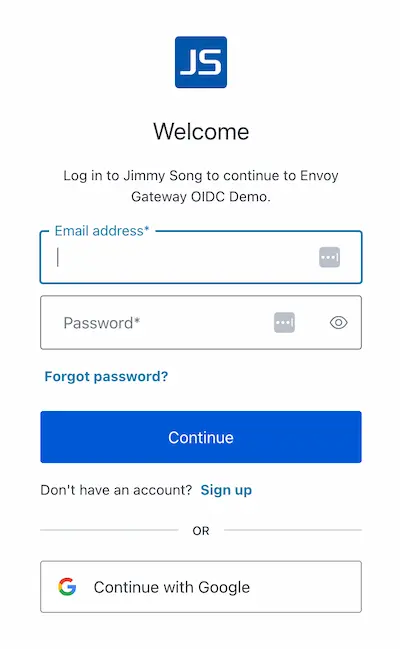 JS
Welcome
Log in to Jimmy Song to continue to Envoy
Gateway OIDC Demo.
Email address*
Password*
Forgot password?
Continue
Don't have an account? Sign up
OR
Continue with Google